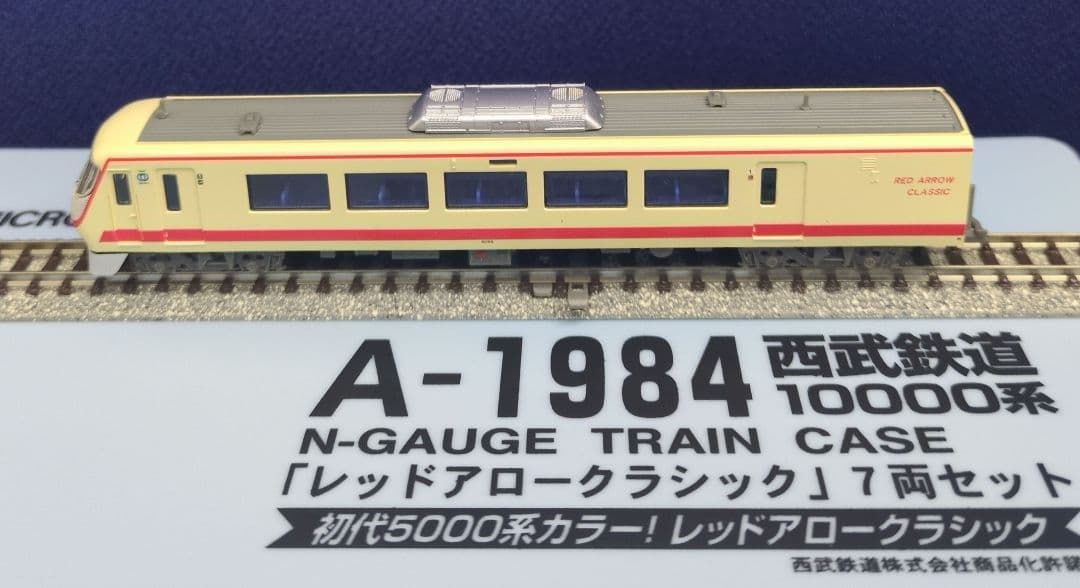 RED ARROW
CLASSIC
MICRO
A-1984 西武鉄道
10000系
N-GAUGE TRAIN CASE
「レッドアロークラシック」7両セット
初代5000系カラー! レッドアロークラシック
西武鉄道株式会社商品化許諾